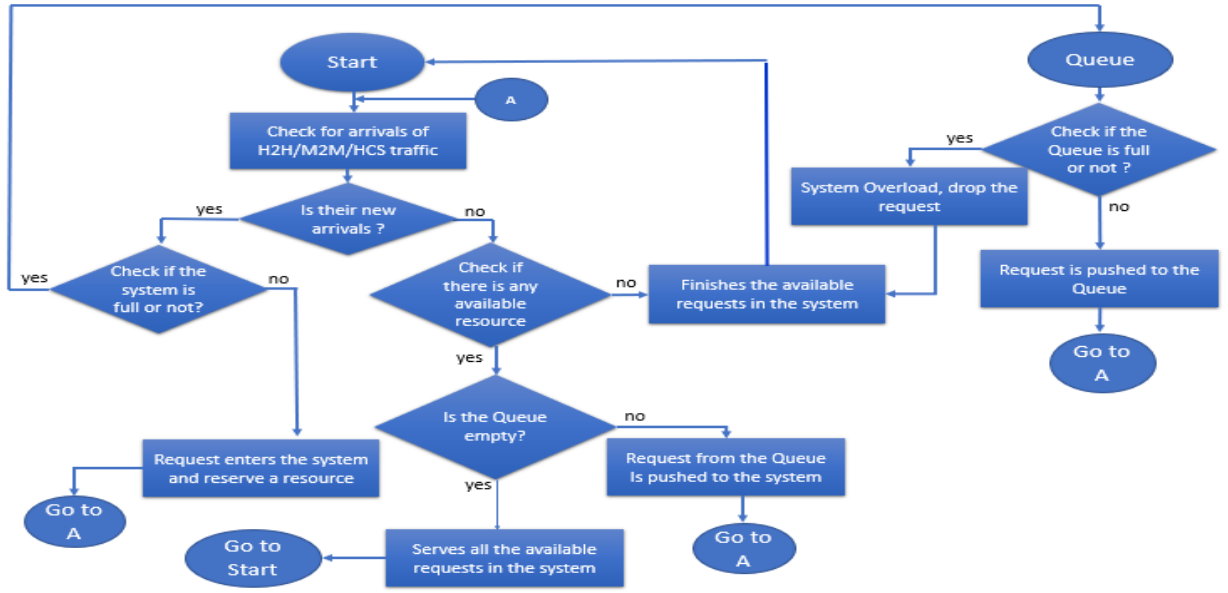 Start
Queue
A
Check for arrivals of
H2H/M2M/HCS traffic
Check if the
Queue is full
or not ?
yes
System Overload, drop the
request
no
Is their new
arrivals ?
yes
no
Check if the
system is
full or not?
yes
no
Check if
there is any
available
resource
no
Finishes the available
requests in the system
Request is pushed to the
Queue
Go to
A
yes
Is the Queue
empty?
no
Request from the Queue
Is pushed to the system
Request enters the system
and reserve a resource
yes
Go to
A
Go to
A
Go to
Start
Serves all the available
requests in the system